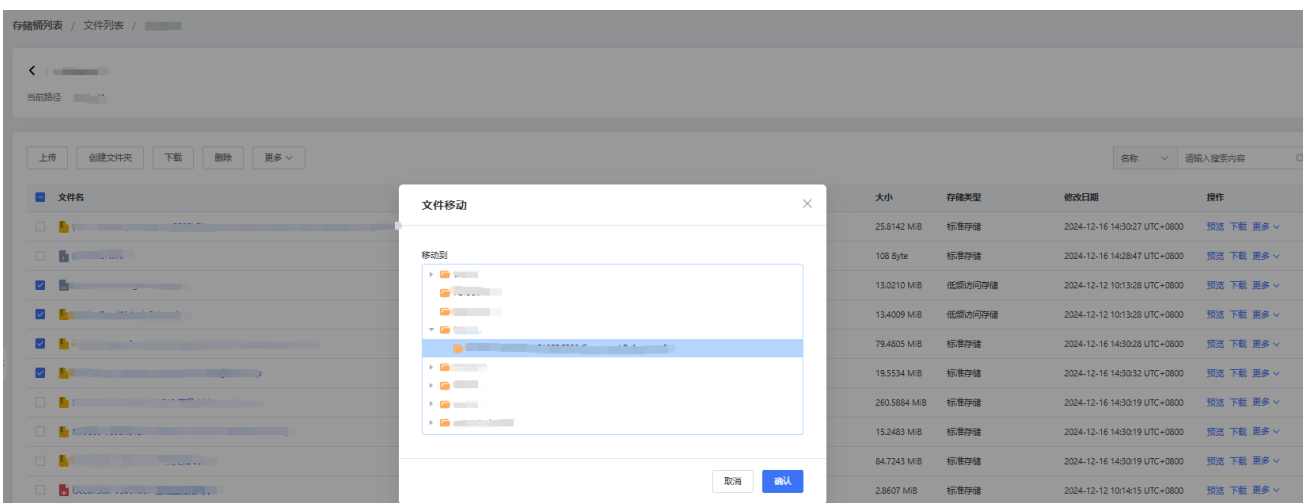 存储桶列表 / 文件列表 /
当前路径
上传 创建文件夹 下载 删除 更多
名称 请输入搜索内容
文件名 大小 存储类型 修改日期 操作
25.8142 MiB 标准存储 2024-12-16 14:30:27 UTC+0800 预览 下载 更多
108 Byte 标准存储 2024-12-16 14:28:47 UTC+0800 预览 下载 更多
13.0210 MiB 低频访问存储 2024-12-12 10:13:28 UTC+0800 预览 下载 更多
13.4009 MiB 低频访问存储 2024-12-12 10:13:28 UTC+0800 预览 下载 更多
79.4805 MiB 标准存储 2024-12-16 14:30:28 UTC+0800 预览 下载 更多
19.5534 MiB 标准存储 2024-12-16 14:30:32 UTC+0800 预览 下载 更多
260.5884 MiB 标准存储 2024-12-16 14:30:19 UTC+0800 预览 下载 更多
15.2483 MiB 标准存储 2024-12-16 14:30:19 UTC+0800 预览 下载 更多
84.7243 MiB 标准存储 2024-12-16 14:30:19 UTC+0800 预览 下载 更多
2.8607 MiB 标准存储 2024-12-12 10:14:15 UTC+0800 预览 下载 更多
文件移动
移动到
取消 确认